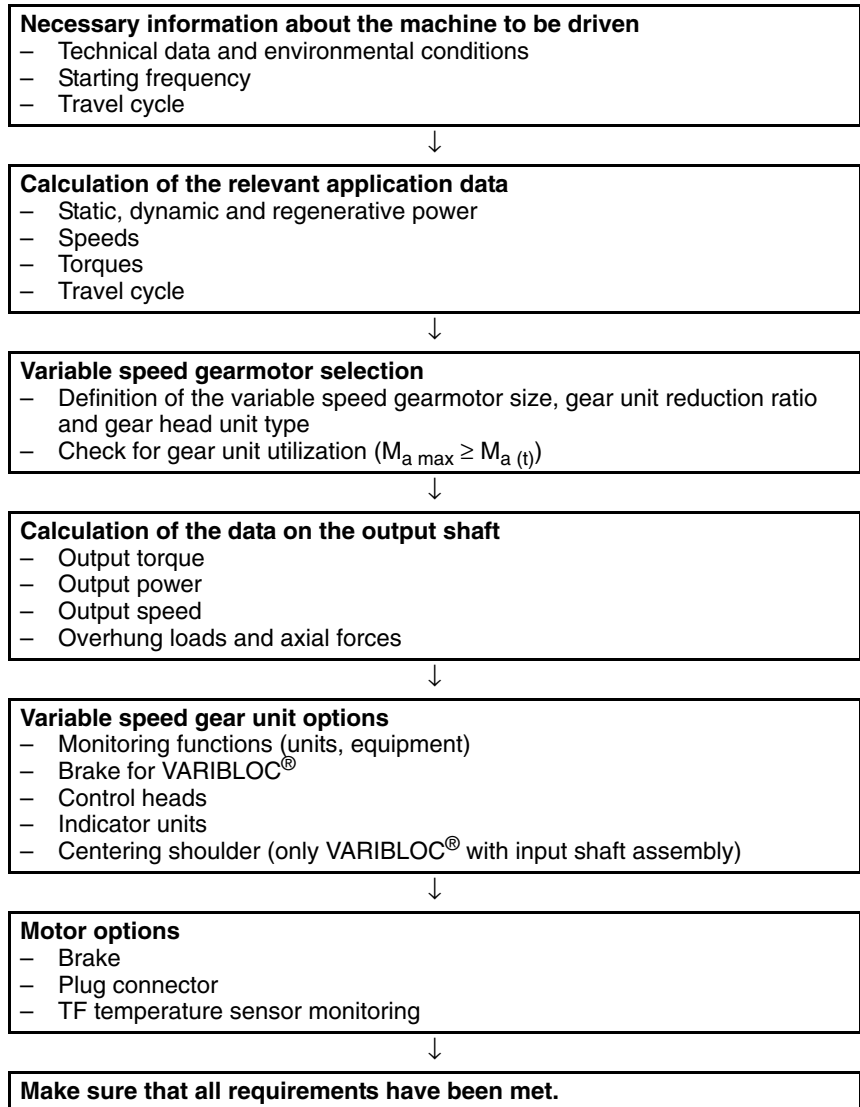 Necessary information about the machine to be driven
– Technical data and environmental conditions
– Starting frequency
– Travel cycle
↓
Calculation of the relevant application data
– Static, dynamic and regenerative power
– Speeds
– Torques
– Travel cycle
↓
Variable speed gearmotor selection
– Definition of the variable speed gearmotor size, gear unit reduction ratio
and gear head unit type
– Check for gear unit utilization (Ma max ≥ Ma (t))
↓
Calculation of the data on the output shaft
– Output torque
– Output power
– Output speed
– Overhung loads and axial forces
↓
Variable speed gear unit options
– Monitoring functions (units, equipment)
– Brake for VARIBLOC®
– Control heads
– Indicator units
– Centering shoulder (only VARIBLOC® with input shaft assembly)
↓
Motor options
– Brake
– Plug connector
– TF temperature sensor monitoring
↓
Make sure that all requirements have been met.